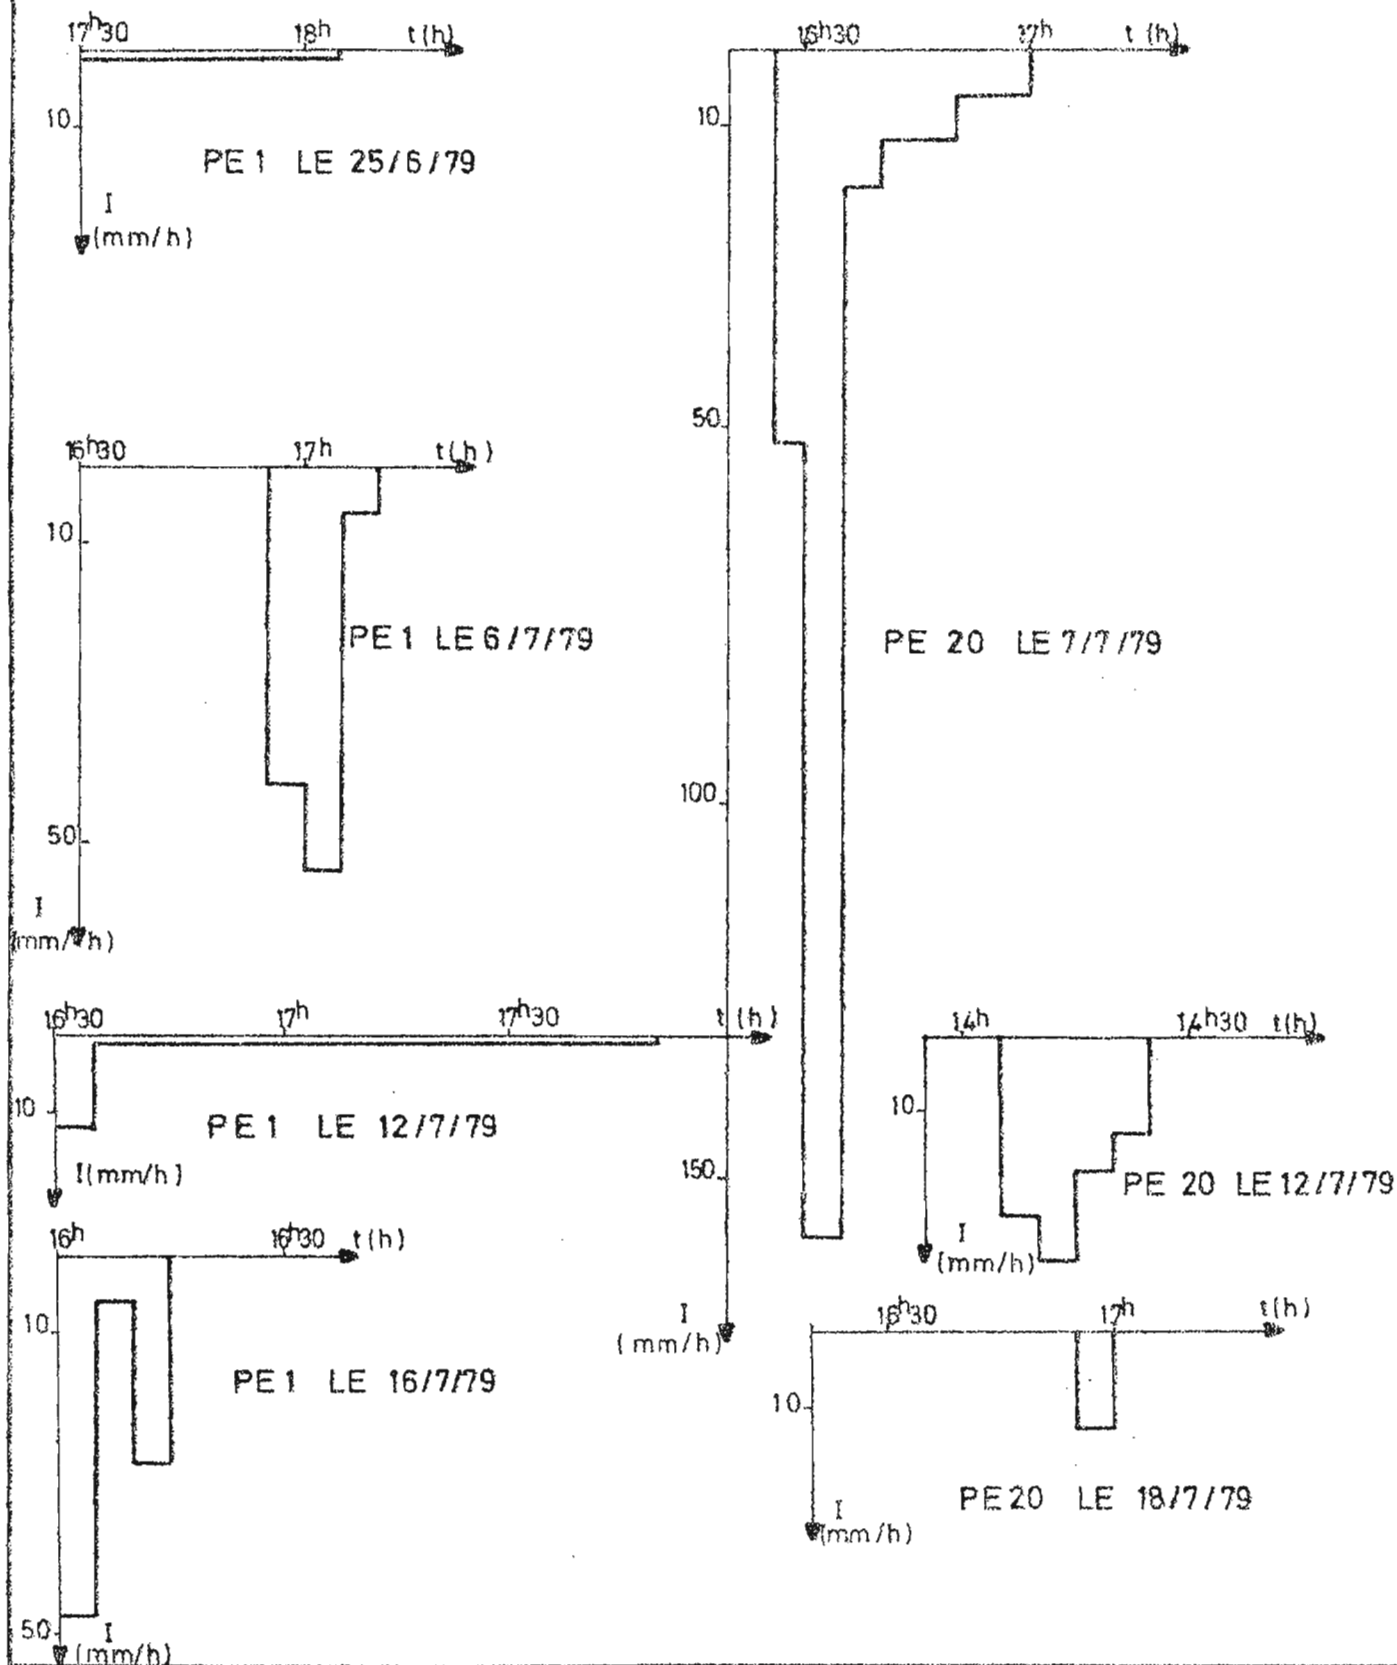 17h30 18h t(h)
10
PE 1 LE 25/6/79
I
(mm/h)
16h30 17h t(h)
10
PE 1 LE 6/7/79
50
I
(mm/h)
16h30 17h 17h30 t(h)
10
PE 1 LE 12/7/79
I(mm/h)
16h 16h30 t(h)
10
PE 1 LE 16/7/79
50
I
(mm/h)
16h30 17h t(h)
10
50
PE 20 LE 7/7/79
100
150
I
(mm/h)
14h 14h30 t(h)
10
PE 20 LE 12/7/79
I
(mm/h)
16h30 17h t(h)
10
PE 20 LE 18/7/79
I
(mm/h)